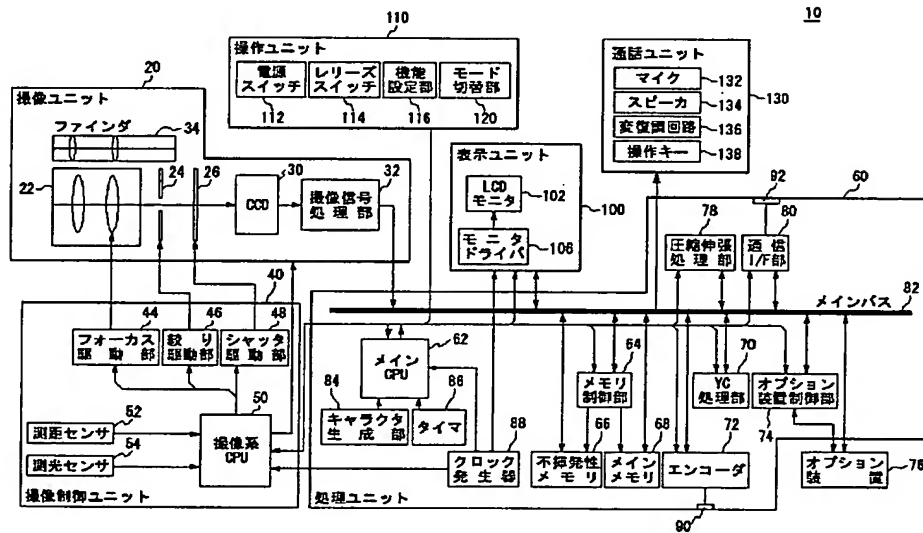 10
110
操作ユニット
電源
スイッチ
レリーズ
スイッチ
機能
設定部
モード
切替部
112
114
116
120
通話ユニット
マイク
132
スピーカ
134
変復調回路
136
操作キー
138
130
20
撮像ユニット
ファインダ
34
22
24
26
30
CCD
32
撮像信号
処理部
表示ユニット
LCD
モニタ
102
モニタ
ドライバ
106
100
92
60
78
圧縮伸張
処理部
80
通信
I/F部
82
メインバス
40
44
フォーカス
駆動部
46
絞り
駆動部
48
シャッタ
駆動部
50
撮像系
CPU
52
測距センサ
54
測光センサ
撮像制御ユニット
62
メイン
CPU
84
キャラクタ
生成部
86
タイマ
88
クロック
発生器
処理ユニット
64
メモリ
制御部
66
不揮発性
メモリ
68
メイン
メモリ
70
YC
処理部
72
エンコーダ
90
オプション
装置制御部
74
オプション
装置
76